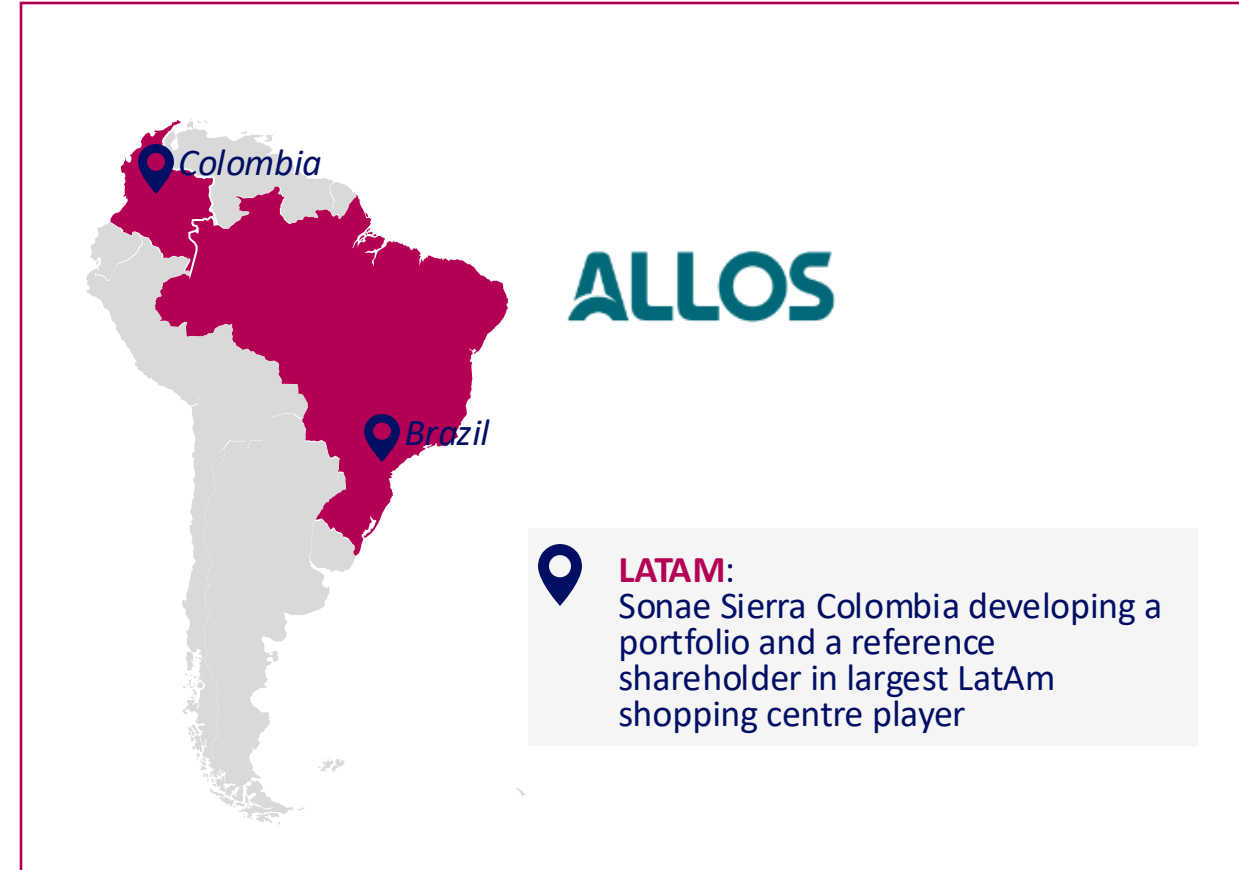 Colombia
ALLOS
Brazil
LATAM:
Sonae Sierra Colombia developing a
portfolio and a reference
shareholder in largest LatAm
shopping centre player